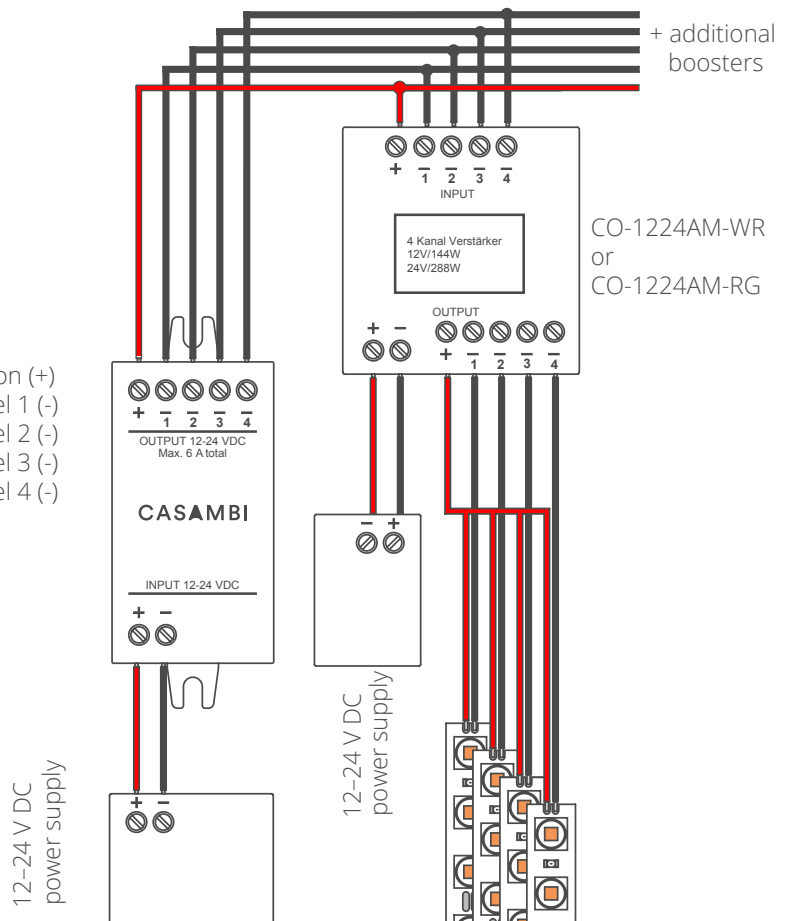 + additional
boosters
+ 1 2 3 4
INPUT
4 Kanal Verstärker
12V/144W
24V/288W
CO-1224AM-WR
or
CO-1224AM-RG
OUTPUT
+ −
+ 1 2 3 4
on (+)
el 1 (-)
el 2 (-)
el 3 (-)
el 4 (-)
+ 1 2 3 4
OUTPUT 12-24 VDC
Max. 6 A total
CASAMBI
INPUT 12-24 VDC
+ −
− +
12–24 V DC
power supply
12–24 V DC
power supply
+ −